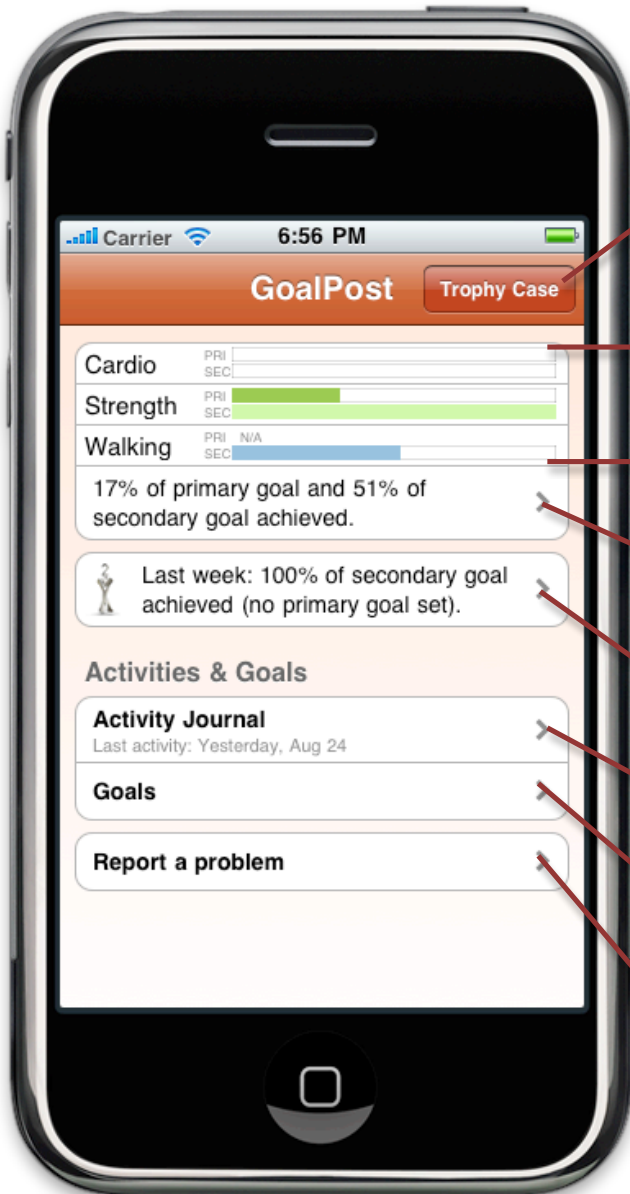 Carrier 6:56 PM
GoalPost Trophy Case
Cardio PRI
SEC
Strength PRI
SEC
Walking PRI N/A
SEC
17% of primary goal and 51% of
secondary goal achieved.
2
Last week: 100% of secondary goal
achieved (no primary goal set).
Activities & Goals
Activity Journal
Last activity: Yesterday, Aug 24
Goals
Report a problem